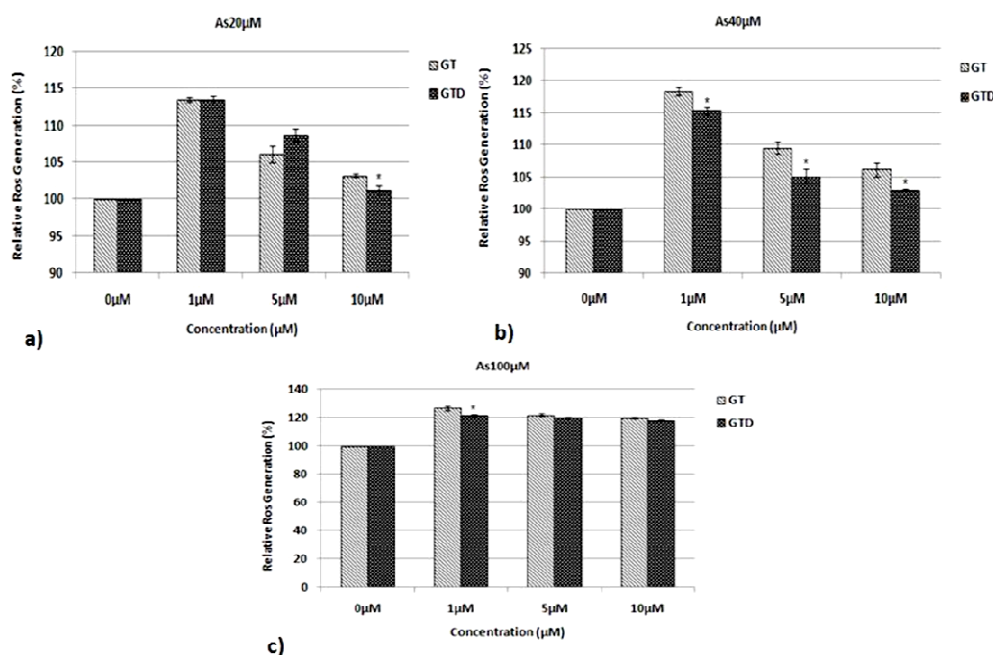 As20µM
Relative Ros Generation (%)
120
115
110
105
100
95
90
*
GT
GTD
0µM 1µM 5µM 10µM
Concentration (µM)
a)
As40µM
Relative Ros Generation (%)
125
120
115
110
105
100
95
90
* * *
GT
GTD
0µM 1µM 5µM 10µM
Concentration (µM)
b)
As100µM
Relative Ros Generation (%)
140
120
100
80
60
40
20
0
*
GT
GTD
0µM 1µM 5µM 10µM
Concentration (µM)
c)